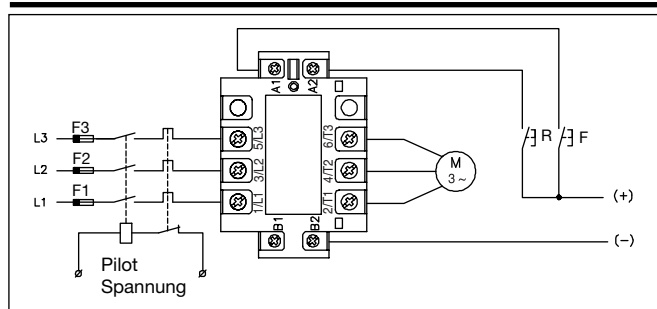 A1 A2
L3 F3 5/L3 6/T3 R F
L2 F2 3/L2 4/T2 M
3~
L1 F1 1/L1 2/T1 (+)
B1 B2 (−)
Pilot
Spannung